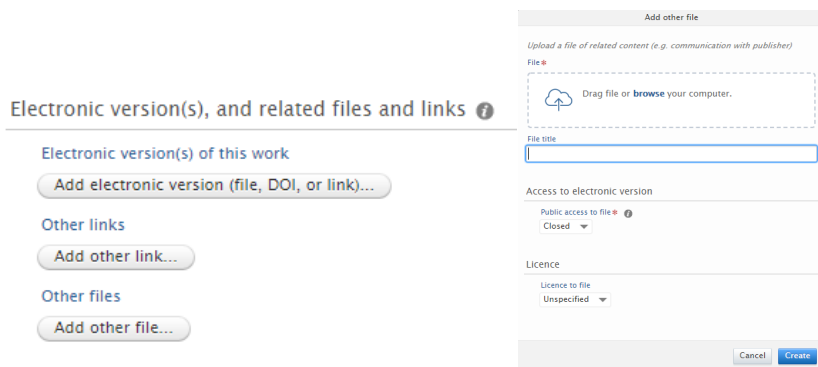 Electronic version(s), and related files and links
Electronic version(s) of this work
Add electronic version (file, DOI, or link)...
Other links
Add other link...
Other files
Add other file...
Add other file
Upload a file of related content (e.g. communication with publisher)
File*
Drag file or browse your computer.
File title
Access to electronic version
Public access to file*
Closed
Licence
Licence to file
Unspecified
Cancel
Create